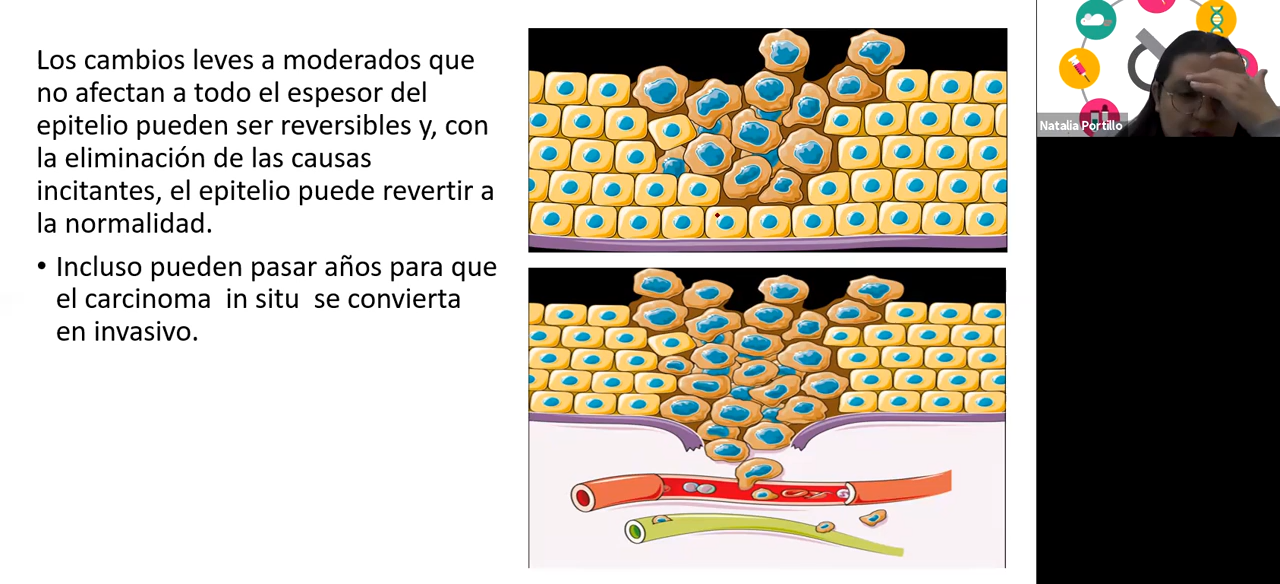 Los cambios leves a moderados que
no afectan a todo el espesor del
epitelio pueden ser reversibles y, con
la eliminación de las causas
incitantes, el epitelio puede revertir a
la normalidad.
• Incluso pueden pasar años para que
el carcinoma in situ se convierta
en invasivo.
Natalia Portillo